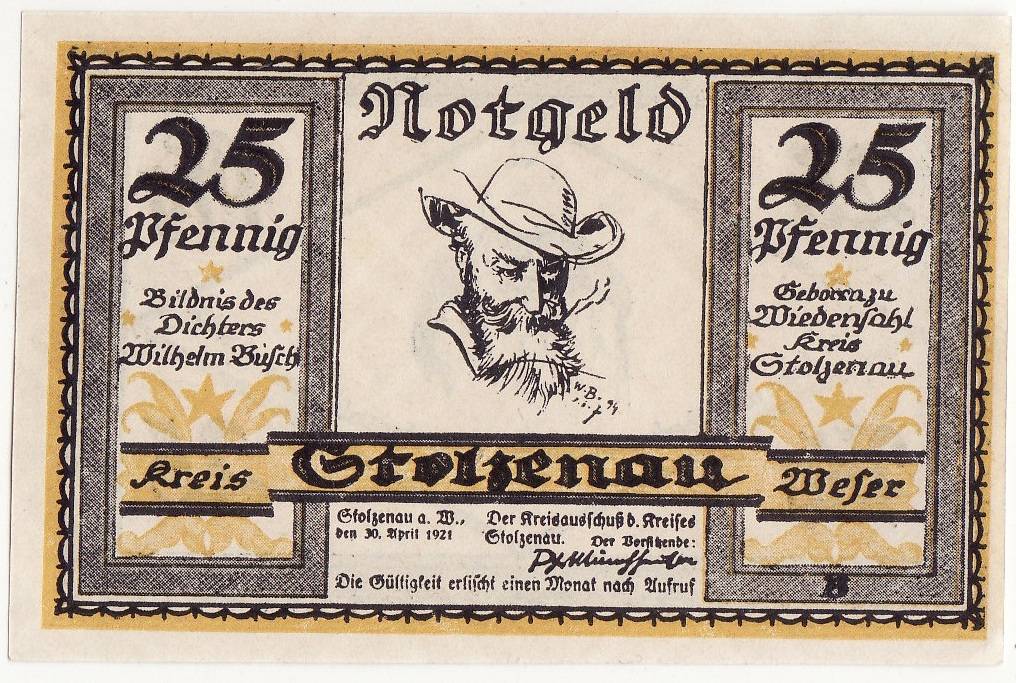 Notgeld
25
Pfennig
Bildnis des
Dichters
Wilhelm Busch
W.B. 94
25
Pfennig
Geboren zu
Wiedensahl
Kreis
Stolzenau
Kreis Stolzenau Weser
Stolzenau a. W.,
den 30. April 1921
Der Kreisausschuß d. Kreises
Stolzenau. Der Vorsitzende:
Die Gültigkeit erlischt einen Monat nach Aufruf
B